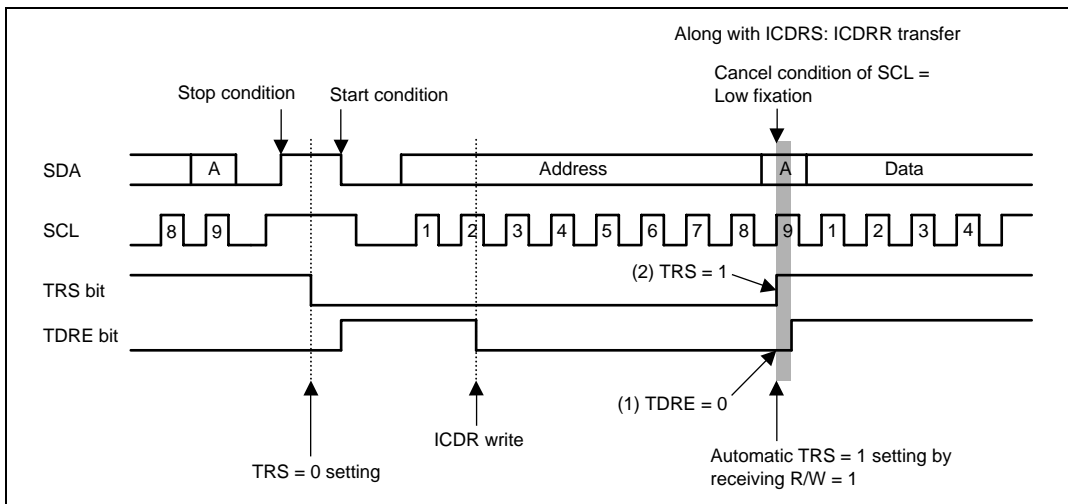 Along with ICDRS: ICDRR transfer
Cancel condition of SCL =
Low fixation
Stop condition
Start condition
SDA
A
Address
A
Data
SCL
8 9 1 2 3 4 5 6 7 8 9 1 2 3 4
(2) TRS = 1
TRS bit
TDRE bit
(1) TDRE = 0
ICDR write
TRS = 0 setting
Automatic TRS = 1 setting by
receiving R/W = 1